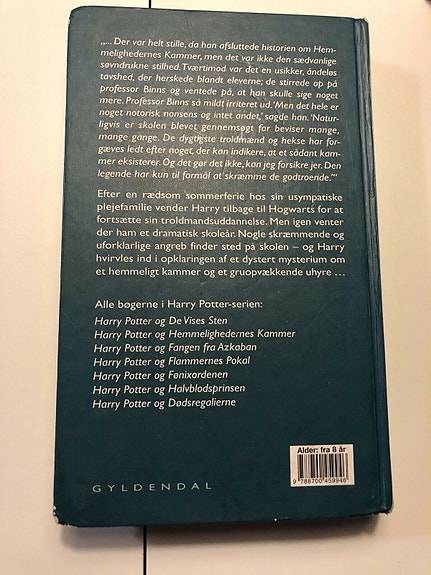 „... Der var helt stille, da han afsluttede historien om Hem-
melighedernes Kammer, men det var ikke den sædvanlige
søvndrukne stilhed. Tværtimod var det en usikker, åndeløs
tavshed, der herskede blandt eleverne; de stirrede op på
professor Binns og ventede på, at han skulle sige noget
mere. Professor Binns så mildt irriteret ud. 'Men det hele er
noget notorisk nonsens og intet andet,' sagde han. 'Natur-
ligvis er skolen blevet gennemsøgt for beviser mange,
mange gange. De dygtigste troldmænd og hekse har for-
gæves ledt efter noget, der kan indikere, at et sådant kam-
mer eksisterer. Og det gør det ikke, kan jeg forsikre jer. Den
legende har kun til formål at skræmme de godtroende.'“
Efter en rædsom sommerferie hos sin usympatiske
plejefamilie vender Harry tilbage til Hogwarts for at
fortsætte sin troldmandsuddannelse. Men igen venter
der ham et dramatisk skoleår. Nogle skræmmende og
uforklarlige angreb finder sted på skolen – og Harry
hvirvles ind i opklaringen af et dystert mysterium om
et hemmeligt kammer og et gruopvækkende uhyre ...
Alle bøgerne i Harry Potter-serien:
Harry Potter og De Vises Sten
Harry Potter og Hemmelighedernes Kammer
Harry Potter og Fangen fra Azkaban
Harry Potter og Flammernes Pokal
Harry Potter og Fønixordenen
Harry Potter og Halvblodsprinsen
Harry Potter og Dødsregalierne
Alder: fra 8 år
9 788700 459946
GYLDENDAL